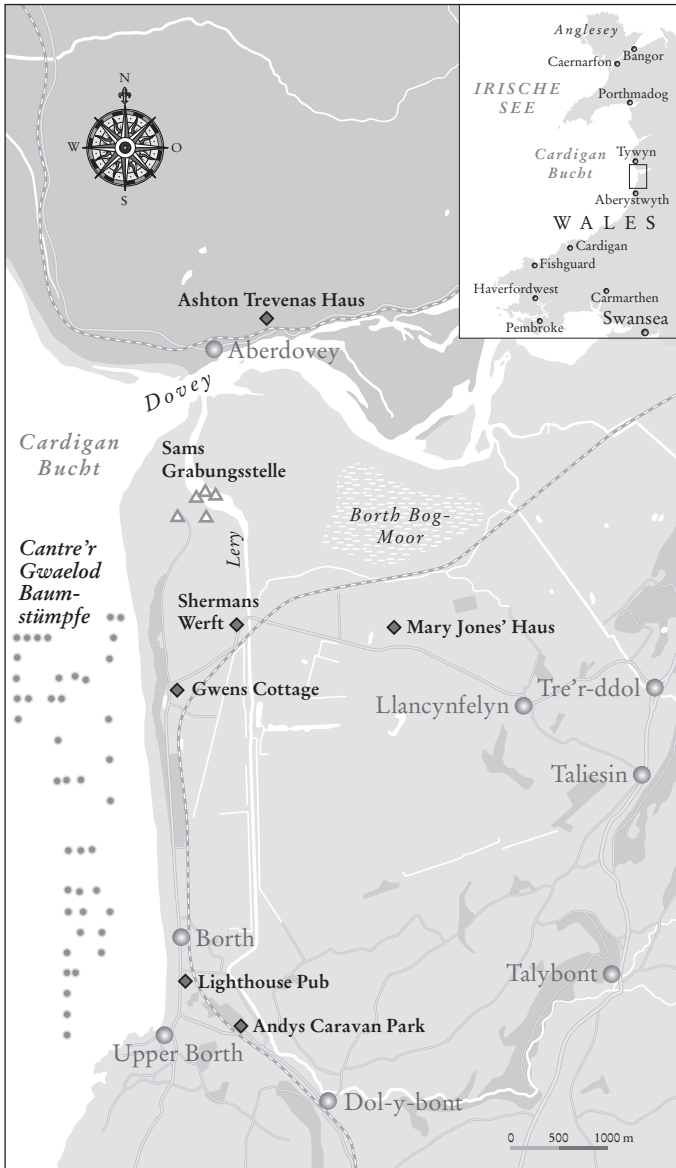 N
W
O
S
Anglesey
Caernarfon
Bangor
IRISCHE
SEE
Porthmadog
Cardigan
Bucht
Tywyn
Aberystwyth
WALES
Cardigan
Fishguard
Haverfordwest
Carmarthen
Pembroke
Swansea
Ashton Trevenas Haus
Aberdovey
Dovey
Cardigan
Bucht
Sams
Grabungsstelle
Borth Bog-
Moor
Lery
Cantre'r
Gwaelod
Baum-
stümpfe
Shermans
Werft
Mary Jones' Haus
Gwens Cottage
Tre'r-ddol
Llancynfelyn
Taliesin
Borth
Lighthouse Pub
Talybont
Andys Caravan Park
Upper Borth
Dol-y-bont
0 500 1000 m